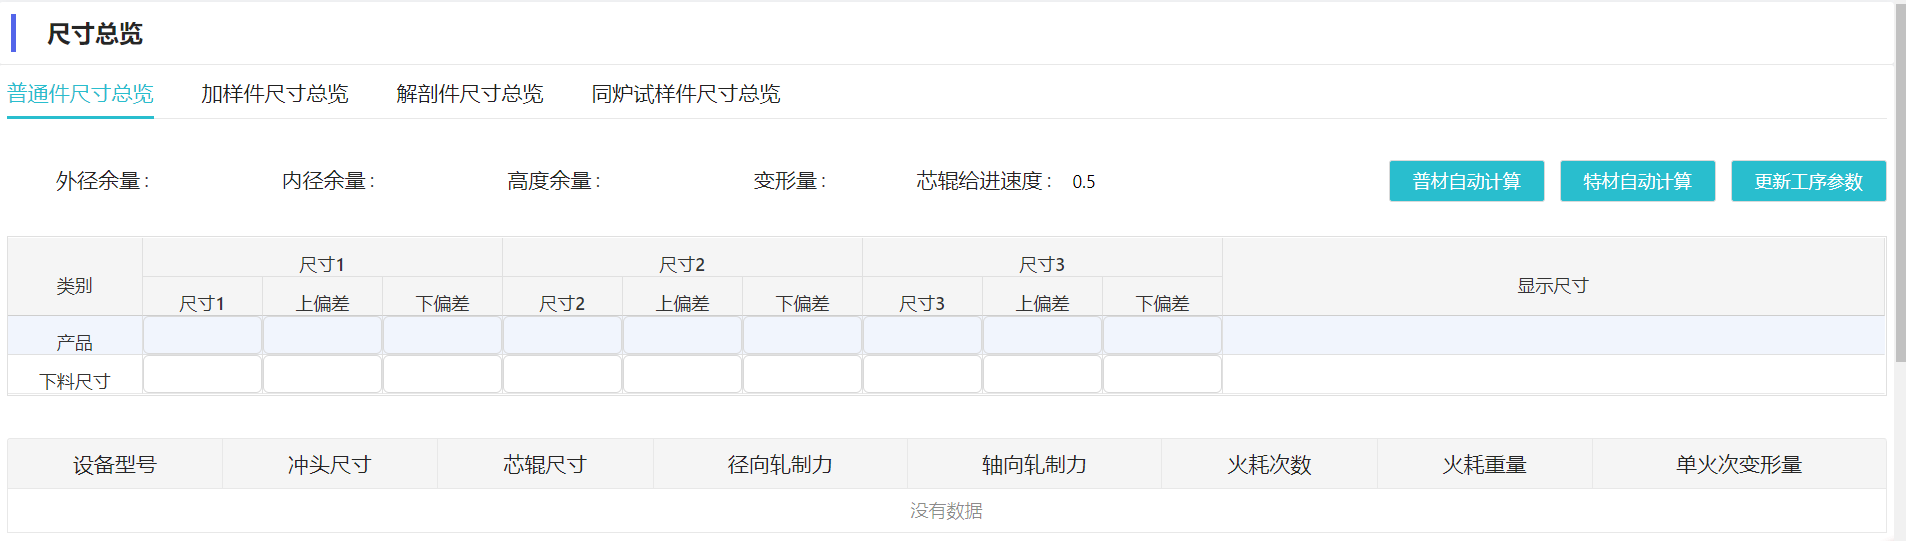 尺寸总览
普通件尺寸总览 加样件尺寸总览 解剖件尺寸总览 同炉试样件尺寸总览
外径余量: 内径余量: 高度余量: 变形量: 芯辊给进速度: 0.5 普材自动计算 特材自动计算 更新工序参数
类别 尺寸1 尺寸2 尺寸3 显示尺寸
尺寸1 上偏差 下偏差 尺寸2 上偏差 下偏差 尺寸3 上偏差 下偏差
产品
下料尺寸
设备型号 冲头尺寸 芯辊尺寸 径向轧制力 轴向轧制力 火耗次数 火耗重量 单火次变形量
没有数据